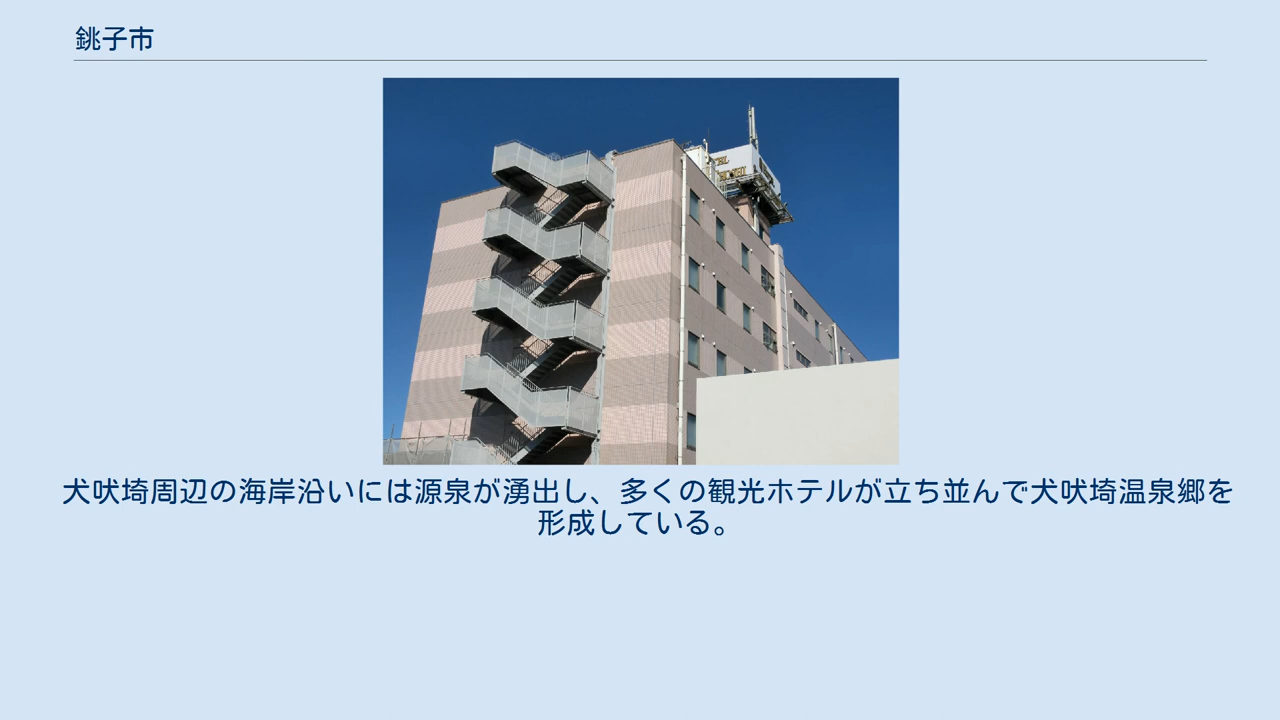 銚子市
犬吠埼周辺の海岸沿いには源泉が湧出し、多くの観光ホテルが立ち並んで犬吠埼温泉郷を
形成している。